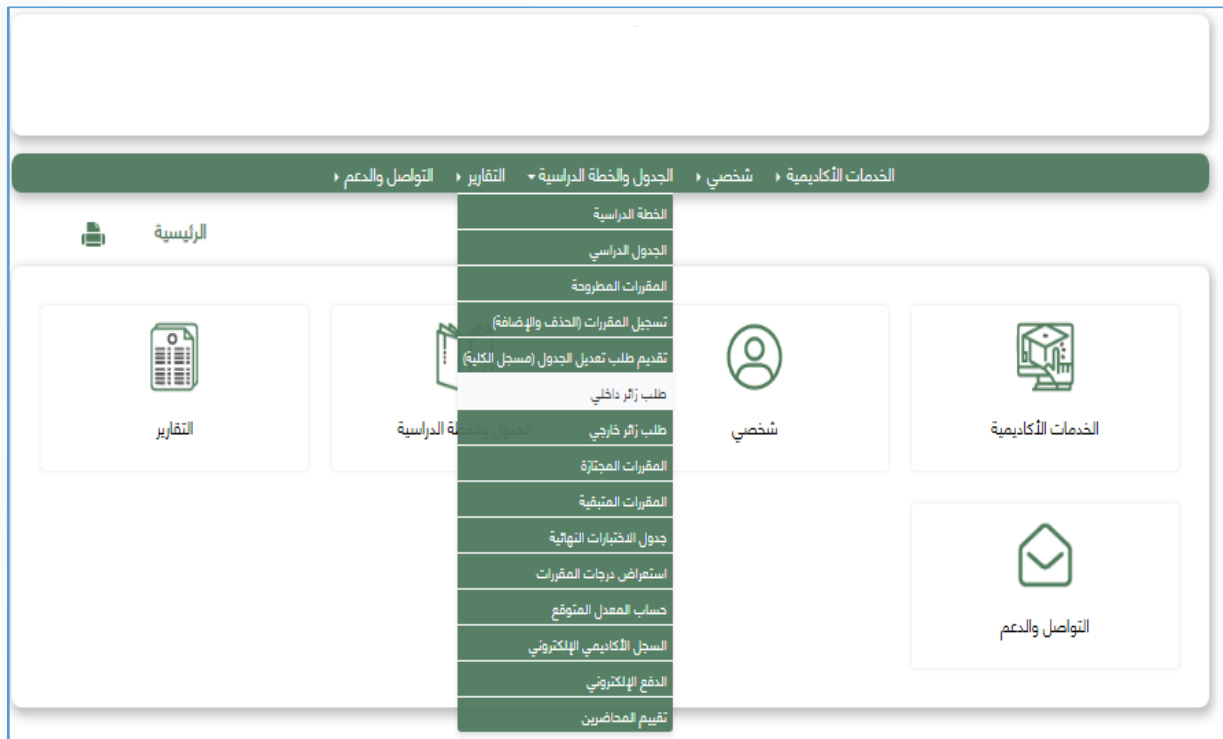 الخدمات الأكاديمية
شخصي
الجدول والخطة الدراسية
التقارير
التواصل والدعم
الرئيسية
الخطة الدراسية
الجدول الدراسي
المقررات المطروحة
تسجيل المقررات (الحذف والإضافة)
تقديم طلب تعديل الجدول (مسجل الكلية)
طلب زائر داخلي
طلب زائر خارجي
المقررات المجتازة
المقررات المتبقية
جدول الاختبارات النهائية
استعراض درجات المقررات
حساب المعدل المتوقع
السجل الأكاديمي الإلكتروني
الدفع الإلكتروني
تقييم المحاضرين
الخدمات الأكاديمية
شخصي
الجدول والخطة الدراسية
التقارير
التواصل والدعم